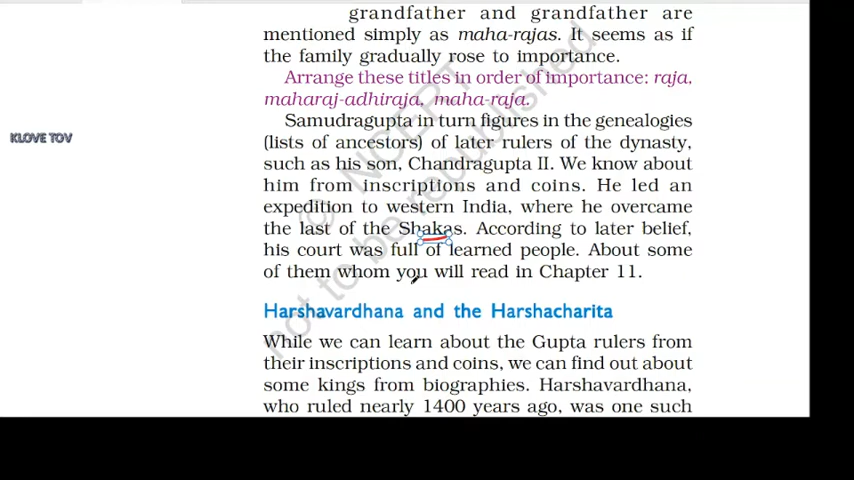 grandfather and grandfather are
mentioned simply as maha-rajas. It seems as if
the family gradually rose to importance.
Arrange these titles in order of importance: raja,
maharaj-adhiraja, maha-raja.
Samudragupta in turn figures in the genealogies
(lists of ancestors) of later rulers of the dynasty,
such as his son, Chandragupta II. We know about
him from inscriptions and coins. He led an
expedition to western India, where he overcame
the last of the Shakas. According to later belief,
his court was full of learned people. About some
of them whom you will read in Chapter 11.
Harshavardhana and the Harshacharita
While we can learn about the Gupta rulers from
their inscriptions and coins, we can find out about
some kings from biographies. Harshavardhana,
who ruled nearly 1400 years ago, was one such
KLOVE TOV
© NCERT
not to be republished